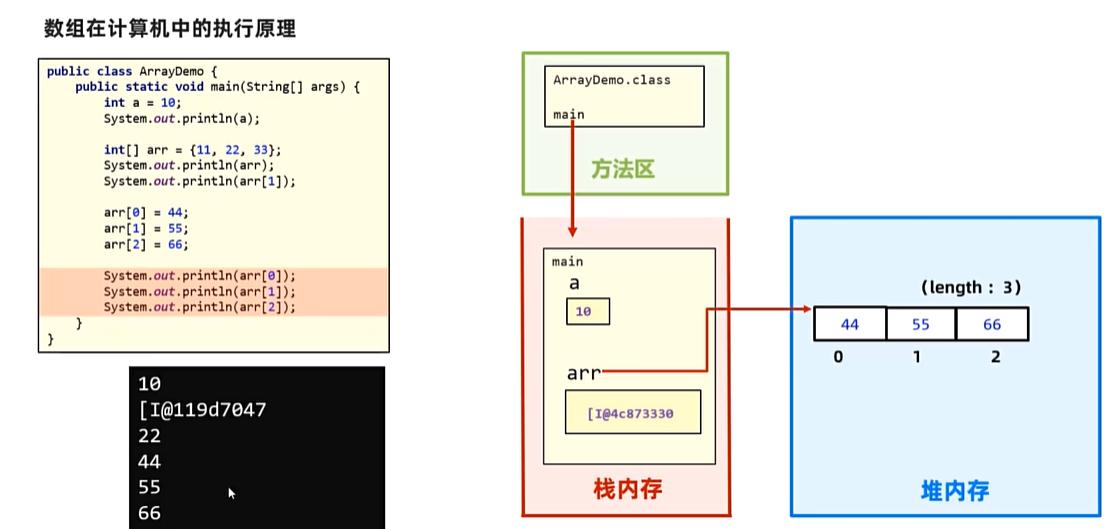 数组在计算机中的执行原理
public class ArrayDemo {
public static void main(String[] args) {
int a = 10;
System.out.println(a);
int[] arr = {11, 22, 33};
System.out.println(arr);
System.out.println(arr[1]);
arr[0] = 44;
arr[1] = 55;
arr[2] = 66;
System.out.println(arr[0]);
System.out.println(arr[1]);
System.out.println(arr[2]);
}
}
10
[I@119d7047
22
44
55
66
ArrayDemo.class
main
方法区
main
a
10
arr
[I@4c873330
栈内存
(length : 3)
44 55 66
0 1 2
堆内存